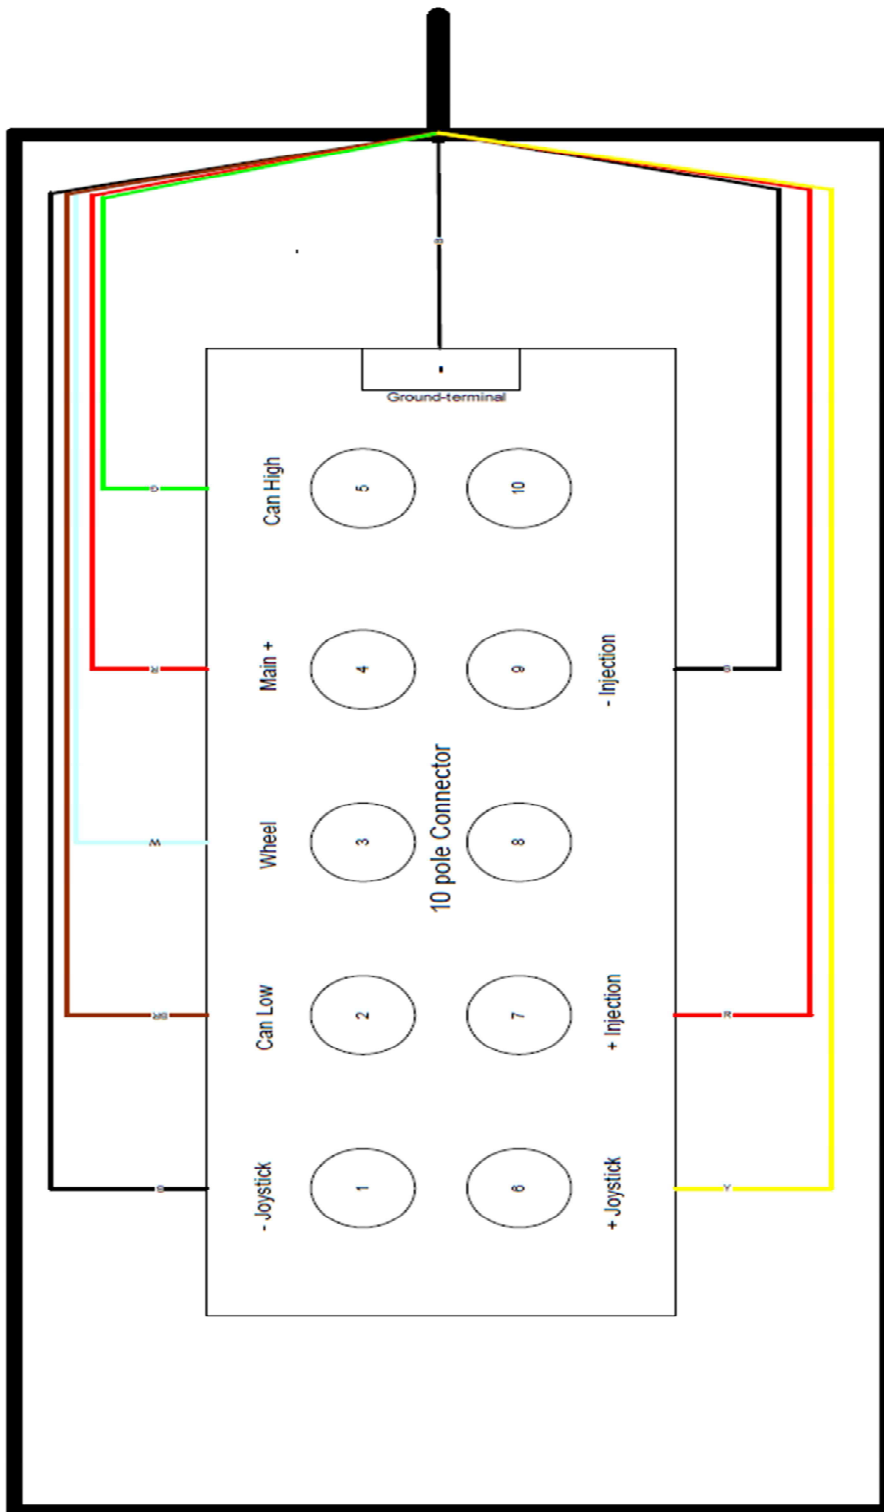 B
Ground-terminal
Can High
5
10
G
Main +
4
9
- Injection
R
B
10 pole Connector
Wheel
3
8
W
Can Low
2
7
+ Injection
BR
R
- Joystick
1
6
+ Joystick
B
Y